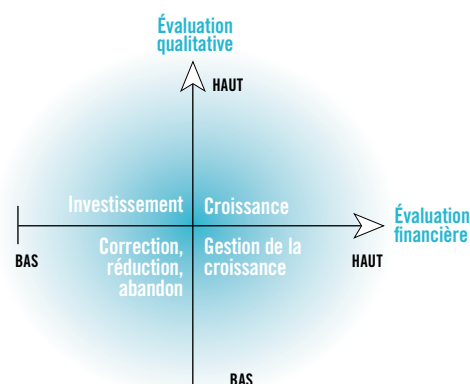 Évaluation
qualitative
HAUT
Investissement
Croissance
Évaluation
financière
BAS
Correction,
réduction,
abandon
Gestion de la
croissance
HAUT
BAS